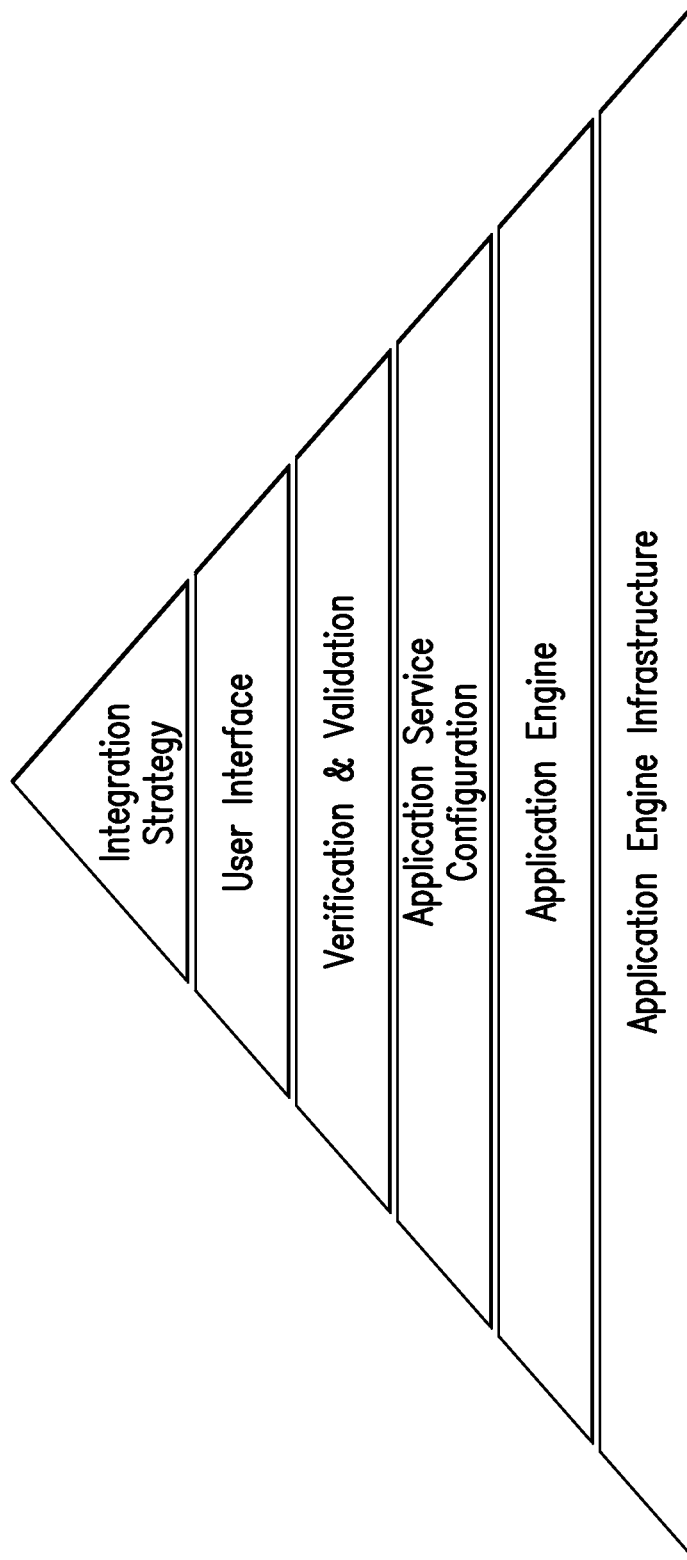 Integration
Strategy
User Interface
Verification & Validation
Application Service
Configuration
Application Engine
Application Engine Infrastructure